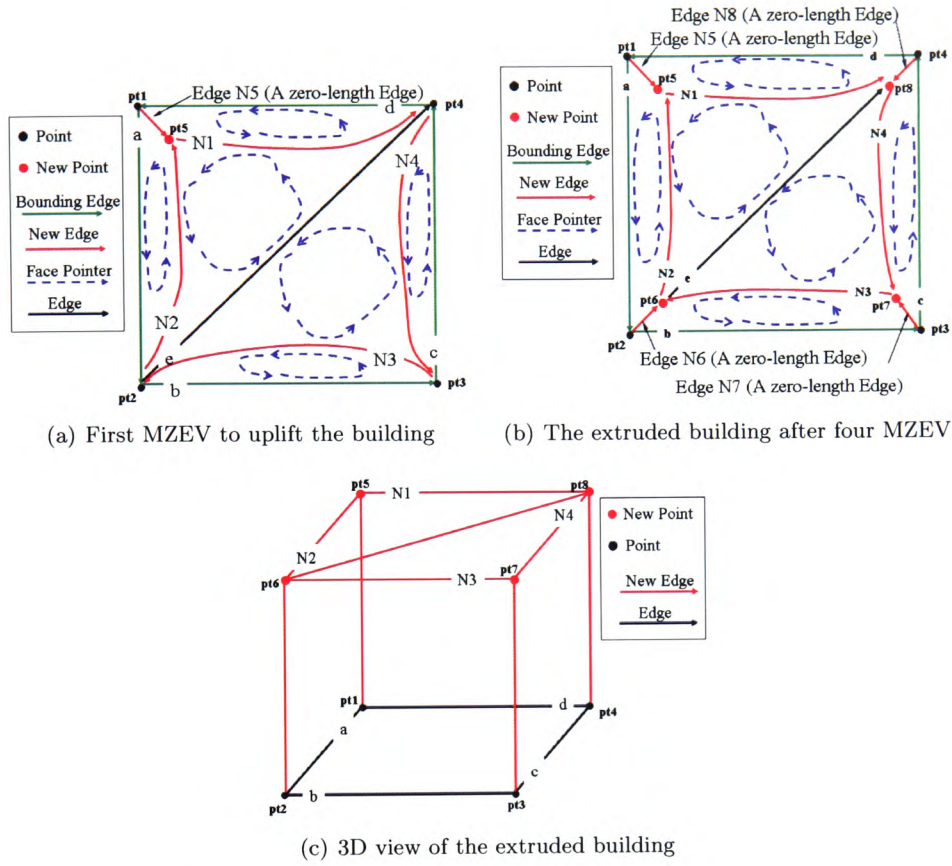 Edge N5 (A zero-length Edge)
pt1
pt4
d
a
pt5
N1
N4
Point
New Point
Bounding Edge
New Edge
Face Pointer
Edge
N2
e
N3
c
pt2
b
pt3
(a) First MZEV to uplift the building
Edge N8 (A zero-length Edge)
Edge N5 (A zero-length Edge)
pt1
d
pt4
a
pt5
N1
pt8
N4
Point
New Point
Bounding Edge
New Edge
Face Pointer
Edge
N2
e
pt6
N3
pt7
c
pt2
b
pt3
Edge N6 (A zero-length Edge)
Edge N7 (A zero-length Edge)
(b) The extruded building after four MZEV
pt5
N1
pt8
N4
N2
pt7
pt6
N3
New Point
Point
New Edge
Edge
pt1
d
pt4
a
c
pt2
b
pt3
(c) 3D view of the extruded building